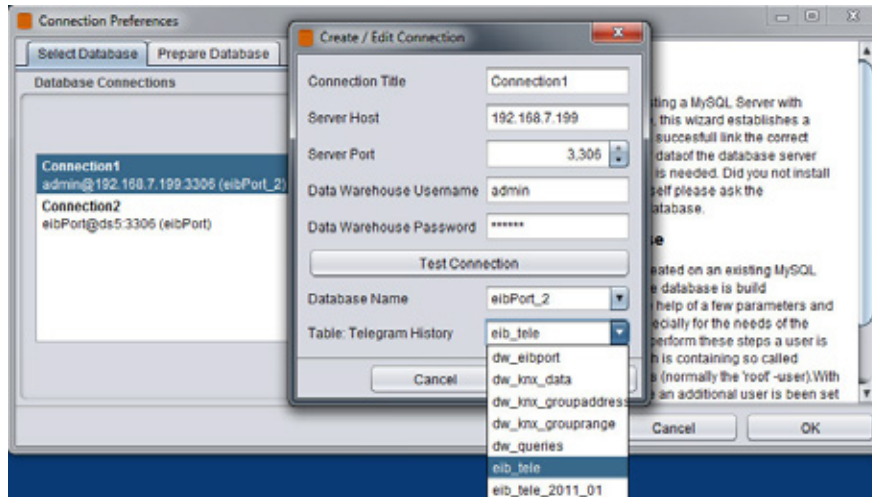 Connection Preferences
Select Database
Prepare Database
Database Connections
Connection1
admin@192.168.7.199:3306 (eibPort_2)
Connection2
eibPort@ds5:3306 (eibPort)
Create / Edit Connection
Connection Title
Connection1
Server Host
192.168.7.199
Server Port
3,306
Data Warehouse Username
admin
Data Warehouse Password
******
Test Connection
Database Name
eibPort_2
Table: Telegram History
eib_tele
dw_eibport
dw_knx_data
dw_knx_groupaddress
dw_knx_grouprange
dw_queries
eib_tele
eib_tele_2011_01
Cancel
ting a MySQL Server with
, this wizard establishes a
succesfull link the correct
dataof the database server
is needed. Did you not install
self please ask the
atabase.
e
eated on an existing MySQL
e database is build
help of a few parameters and
ecially for the needs of the
perform these steps a user is
h is containing so called
s (normally the 'root' -user).With
an additional user is been set
Cancel
OK